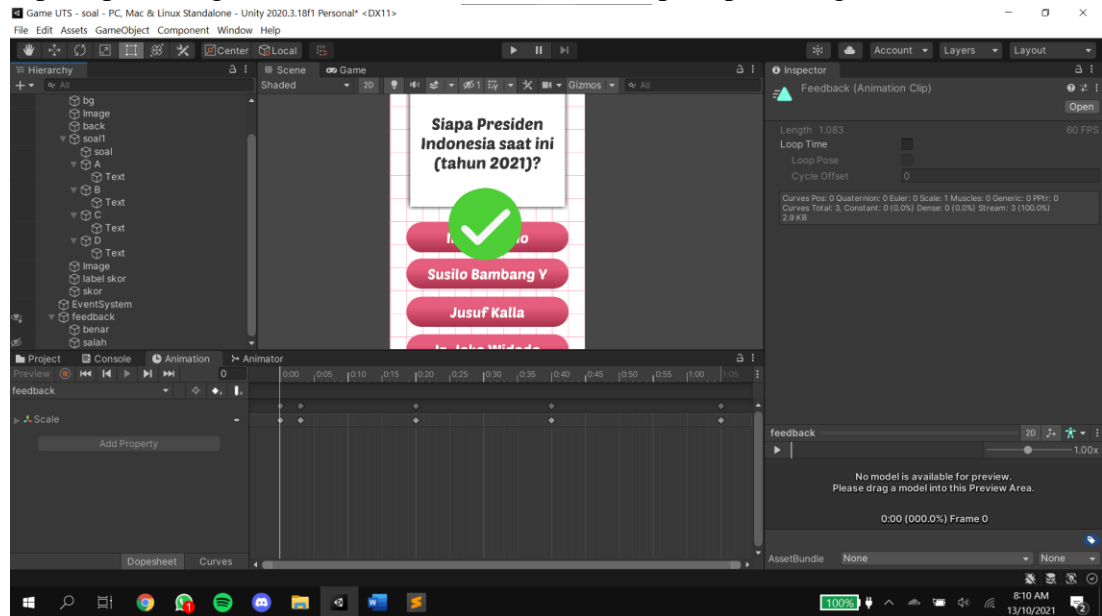 Game UTS - soal - PC, Mac & Linux Standalone - Unity 2020.3.18f1 Personal* <DX11>
File Edit Assets GameObject Component Window Help
Center Local Account Layers Layout
Hierarchy
All
bg
Image
back
soal1
soal
A
Text
B
Text
C
Text
D
Text
Image
label skor
skor
EventSystem
feedback
benar
salah
Scene Game
Shaded 2D 1 Gizmos All
Siapa Presiden
Indonesia saat ini
(tahun 2021)?
Susilo Bambang Y
Jusuf Kalla
Inspector
Feedback (Animation Clip)
Open
Length 1.083 60 FPS
Loop Time
Loop Pose
Cycle Offset 0
Curves Pos: 0 Quaternion: 0 Euler: 0 Scale: 1 Muscles: 0 Generic: 0 PPtr: 0
Curves Total: 3, Constant: 0 (0.0%) Dense: 0 (0.0%) Stream: 3 (100.0%)
2.9 KB
Project Console Animation Animator
Preview 0 0:00 0:05 0:10 0:15 0:20 0:25 0:30 0:35 0:40 0:45 0:50 0:55 1:00 1:05
feedback
Scale
Add Property
Dopesheet Curves
feedback 2D
1.00x
No model is available for preview.
Please drag a model into this Preview Area.
0:00 (000.0%) Frame 0
AssetBundle None None
100% 8:10 AM
13/10/2021 2